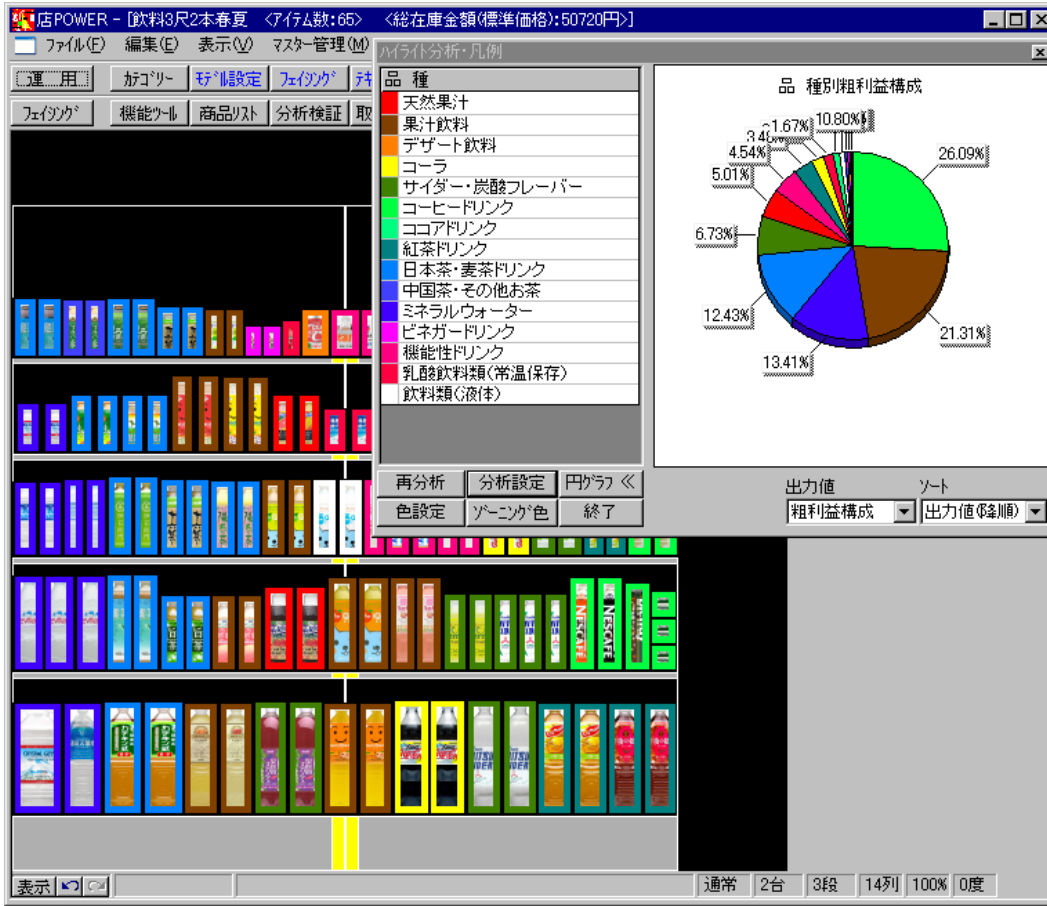 店POWER - [飲料3尺2本春夏 <アイテム数:65> <総在庫金額(標準価格):50720円>]
ファイル(F) 編集(E) 表示(V) マスター管理(M)
運用 カテゴリー モデル設定 フェイシング テキ
フェイシング 機能ツール 商品リスト 分析検証 取
ハイライト分析・凡例
品 種
天然果汁
果汁飲料
デザート飲料
コーラ
サイダー・炭酸フレーバー
コーヒードリンク
ココアドリンク
紅茶ドリンク
日本茶・麦茶ドリンク
中国茶・その他お茶
ミネラルウォーター
ビネガードリンク
機能性ドリンク
乳酸飲料類(常温保存)
飲料類(液体)
再分析 分析設定 円グラフ ≪
色設定 ゾーニング色 終了
品 種別粗利益構成
10.80%
1.67%
4.54%
5.01%
6.73%
12.43%
13.41%
21.31%
26.09%
出力値 ソート
粗利益構成 出力値(降順)
NESCAFE NESCAFE
表示 通常 2台 3段 14列 100% 0度